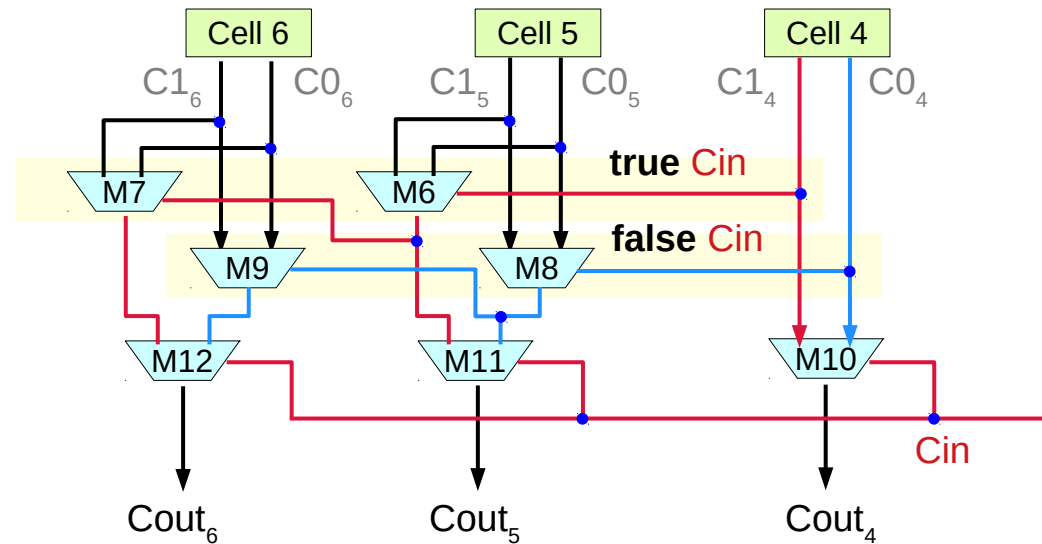 Cell 6
Cell 5
Cell 4
C1₆
C0₆
C1₅
C0₅
C1₄
C0₄
true Cin
M7
M6
false Cin
M9
M8
M12
M11
M10
Cin
Cout₆
Cout₅
Cout₄